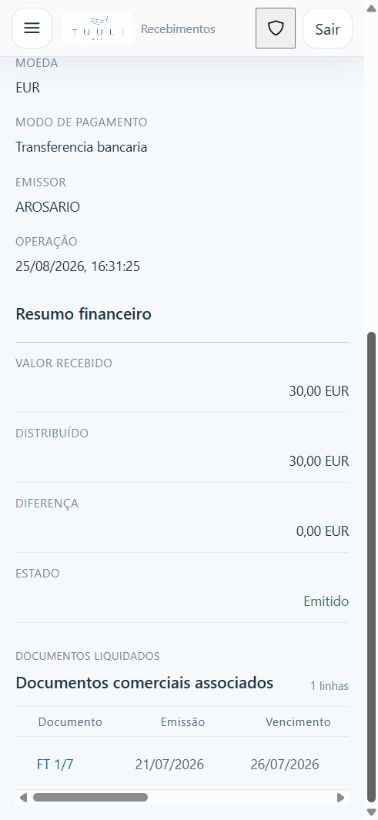 TUULI
Recebimentos
Sair
MOEDA
EUR
MODO DE PAGAMENTO
Transferencia bancaria
EMISSOR
AROSARIO
OPERAÇÃO
25/08/2026, 16:31:25
Resumo financeiro
VALOR RECEBIDO
30,00 EUR
DISTRIBUÍDO
30,00 EUR
DIFERENÇA
0,00 EUR
ESTADO
Emitido
DOCUMENTOS LIQUIDADOS
Documentos comerciais associados 1 linhas
Documento Emissão Vencimento
FT 1/7 21/07/2026 26/07/2026